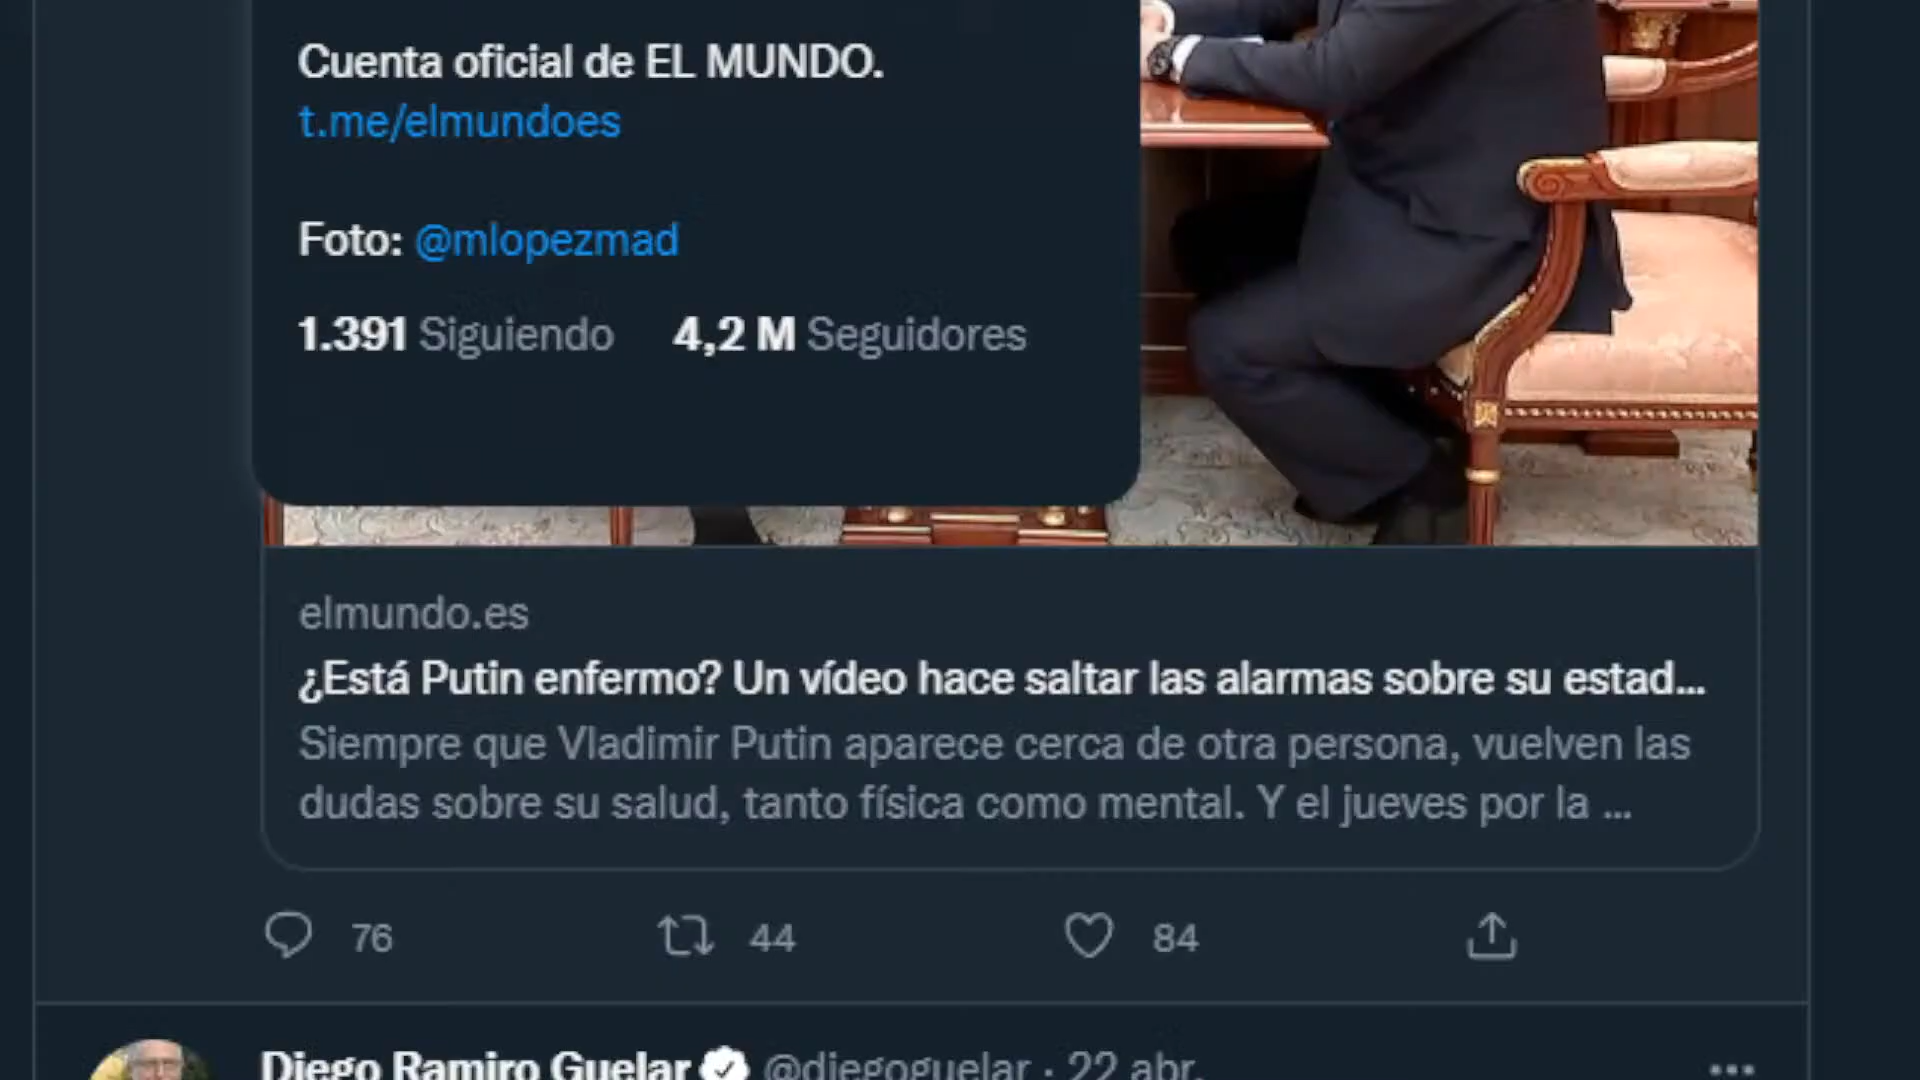 Cuenta oficial de EL MUNDO.
t.me/elmundoes
Foto: @mlopezmad
1.391 Siguiendo 4,2 M Seguidores
elmundo.es
¿Está Putin enfermo? Un vídeo hace saltar las alarmas sobre su estad...
Siempre que Vladimir Putin aparece cerca de otra persona, vuelven las
dudas sobre su salud, tanto física como mental. Y el jueves por la ...
76 44 84
Diego Ramiro Guelar @diegoguelar · 22 abr.